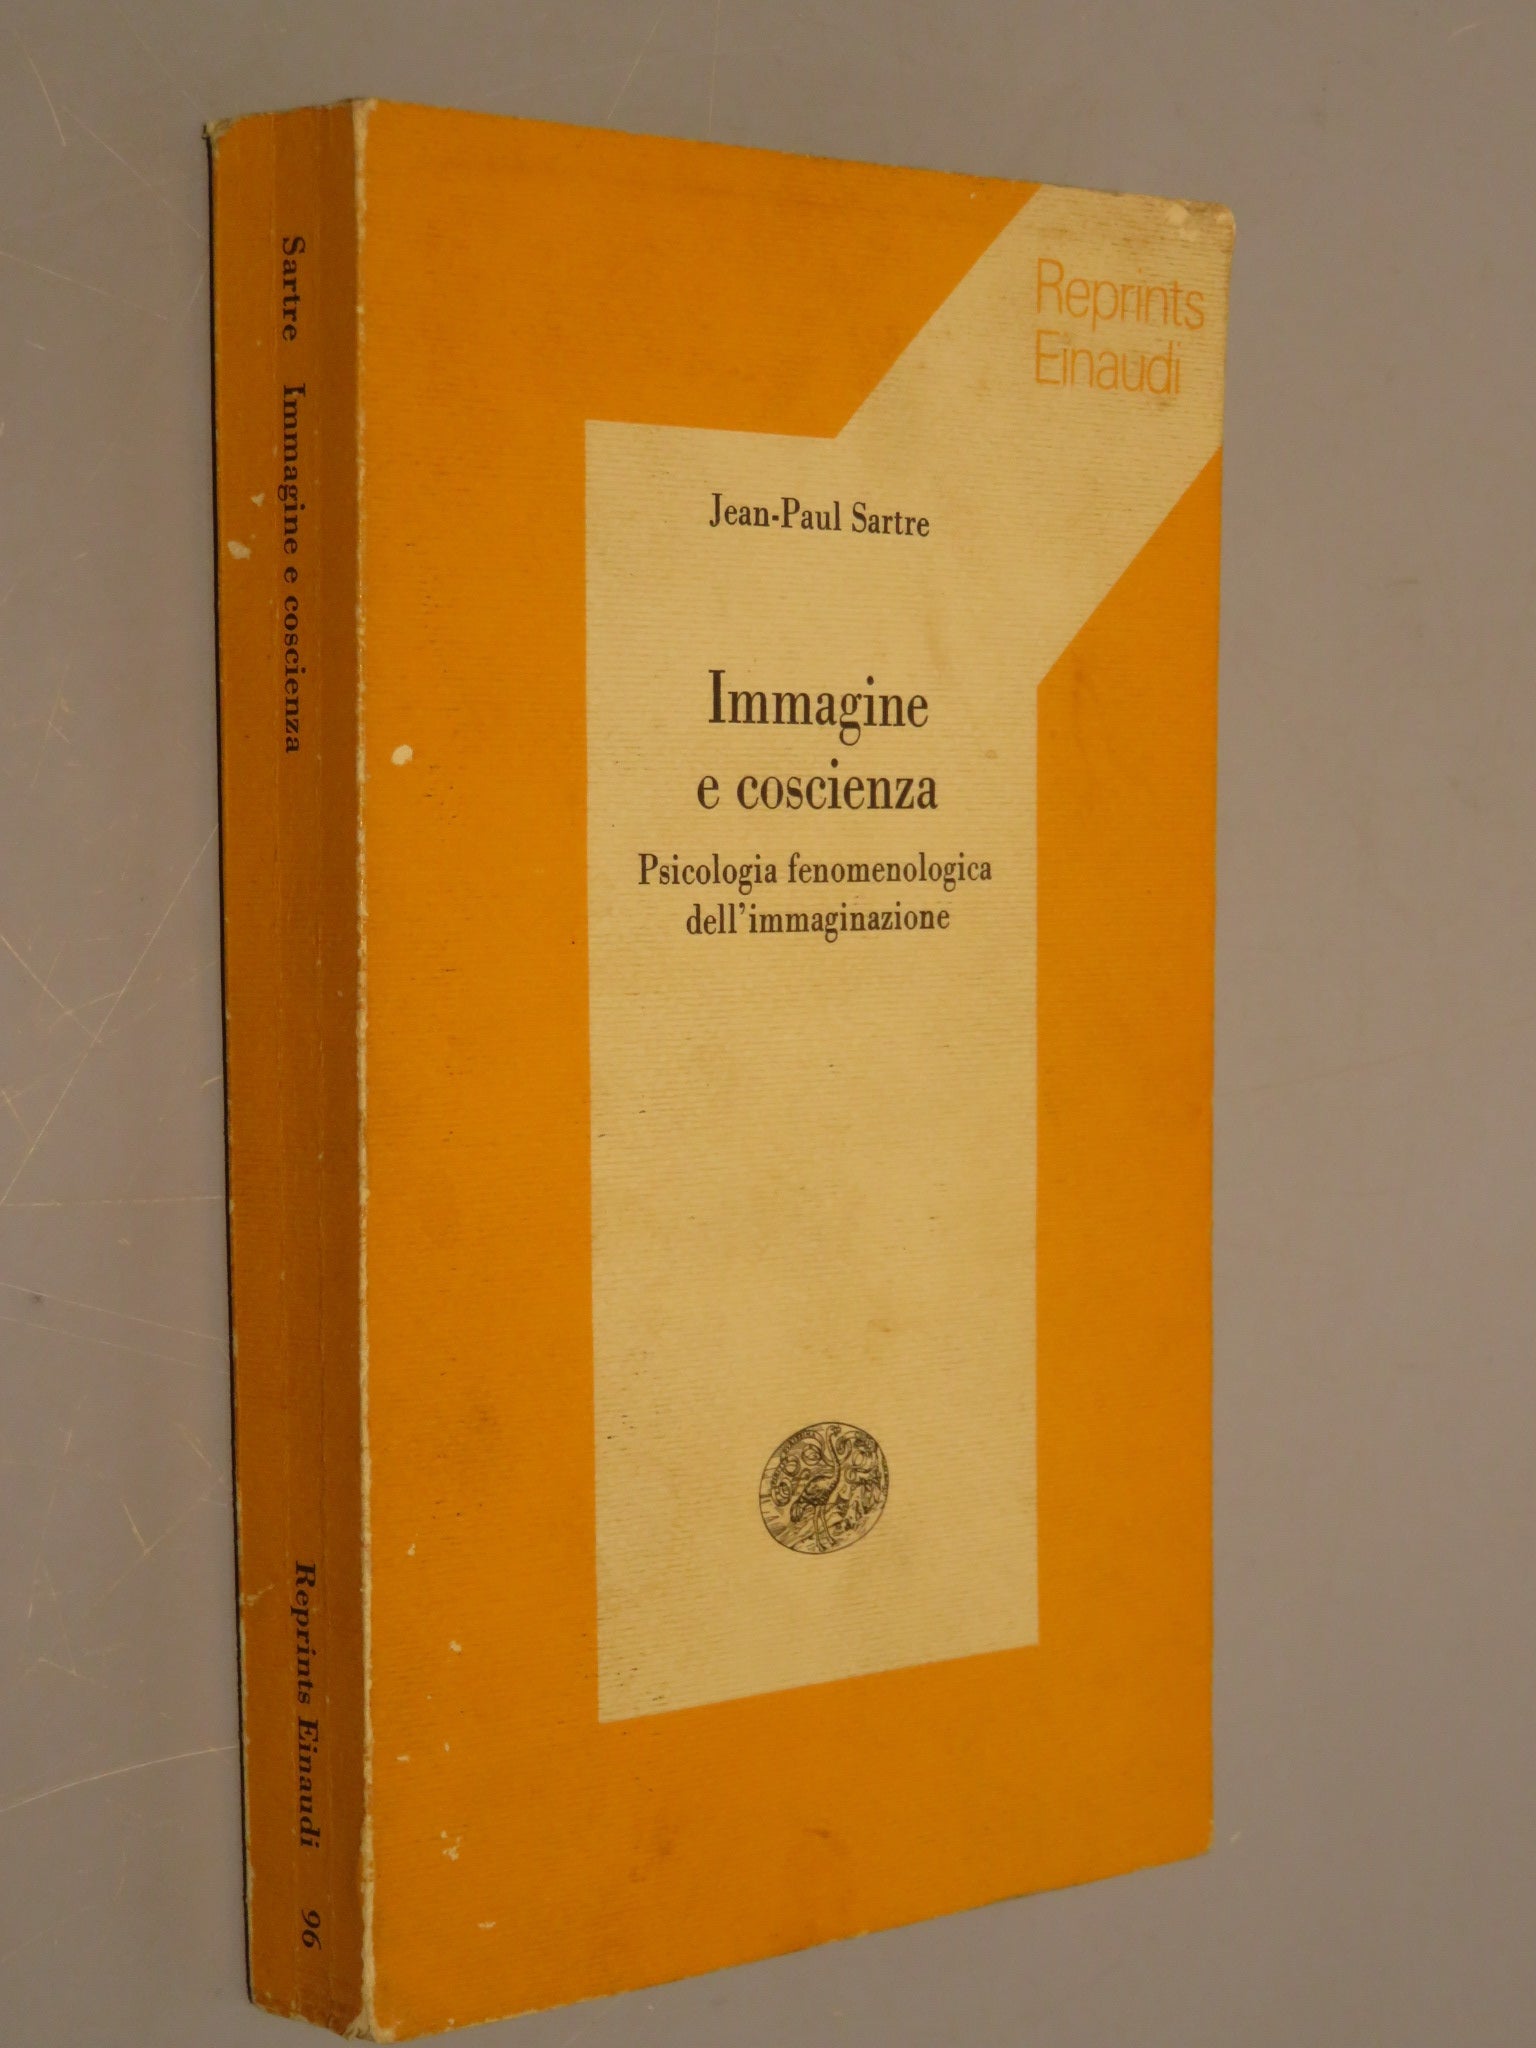 Reprints
Einaudi
Jean-Paul Sartre
Immagine
e coscienza
Psicologia fenomenologica
dell'immaginazione
Sartre Immagine e coscienza Reprints Einaudi 96